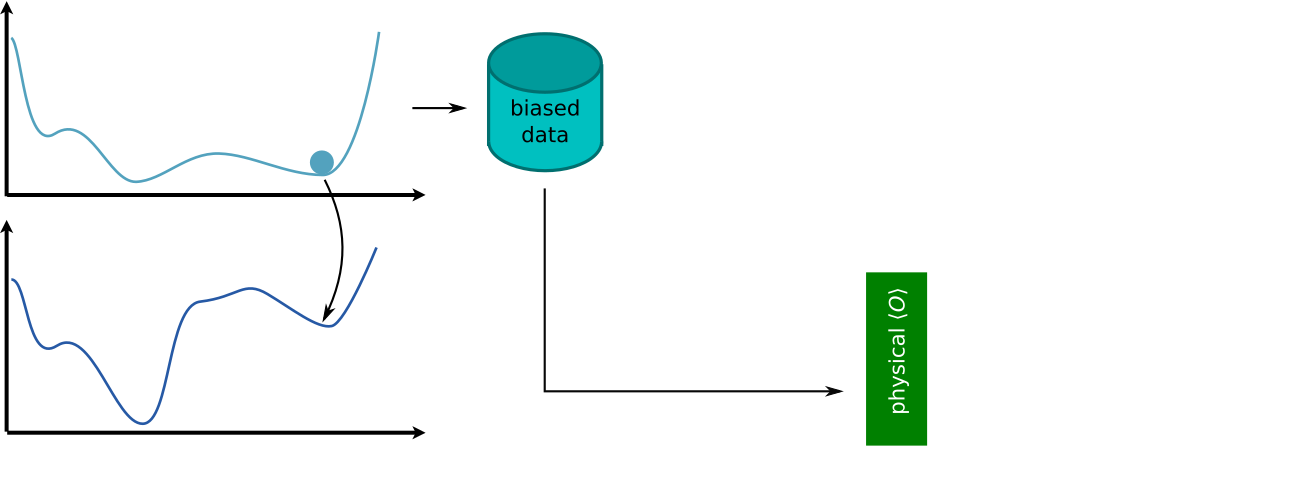 biased
data
physical ⟨O⟩